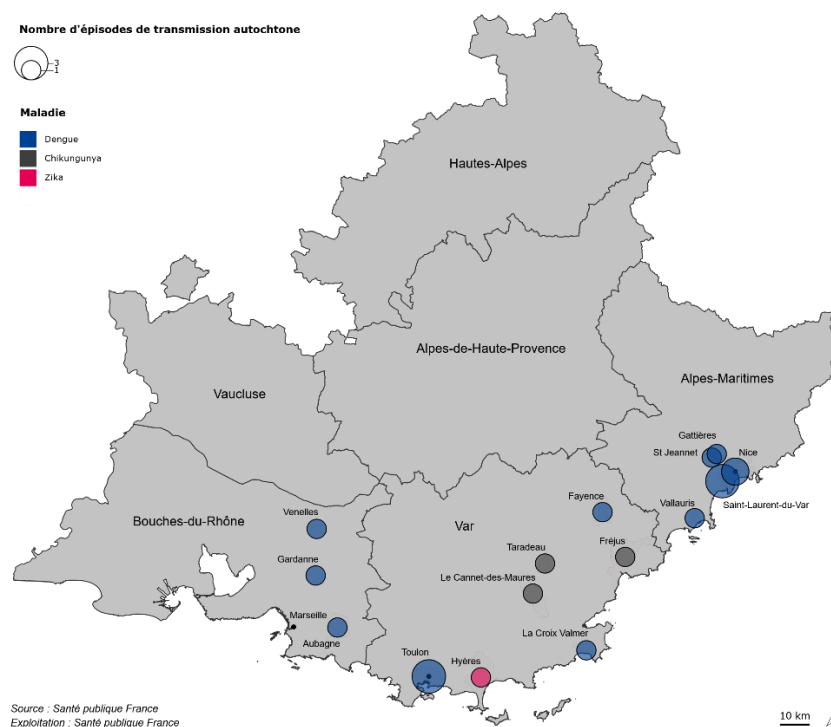 Nombre d'épisodes de transmission autochtone
3
1
Maladie
Dengue
Chikungunya
Zika
Hautes-Alpes
Alpes-de-Haute-Provence
Alpes-Maritimes
Vaucluse
Gattières
St Jeannet
Nice
Saint-Laurent-du-Var
Vallauris
Fayence
Venelles
Bouches-du-Rhône
Var
Fréjus
Taradeau
Gardanne
Le Cannet-des-Maures
Marseille
Aubagne
La Croix Valmer
Toulon
Hyères
Source : Santé publique France
Exploitation : Santé publique France
10 km